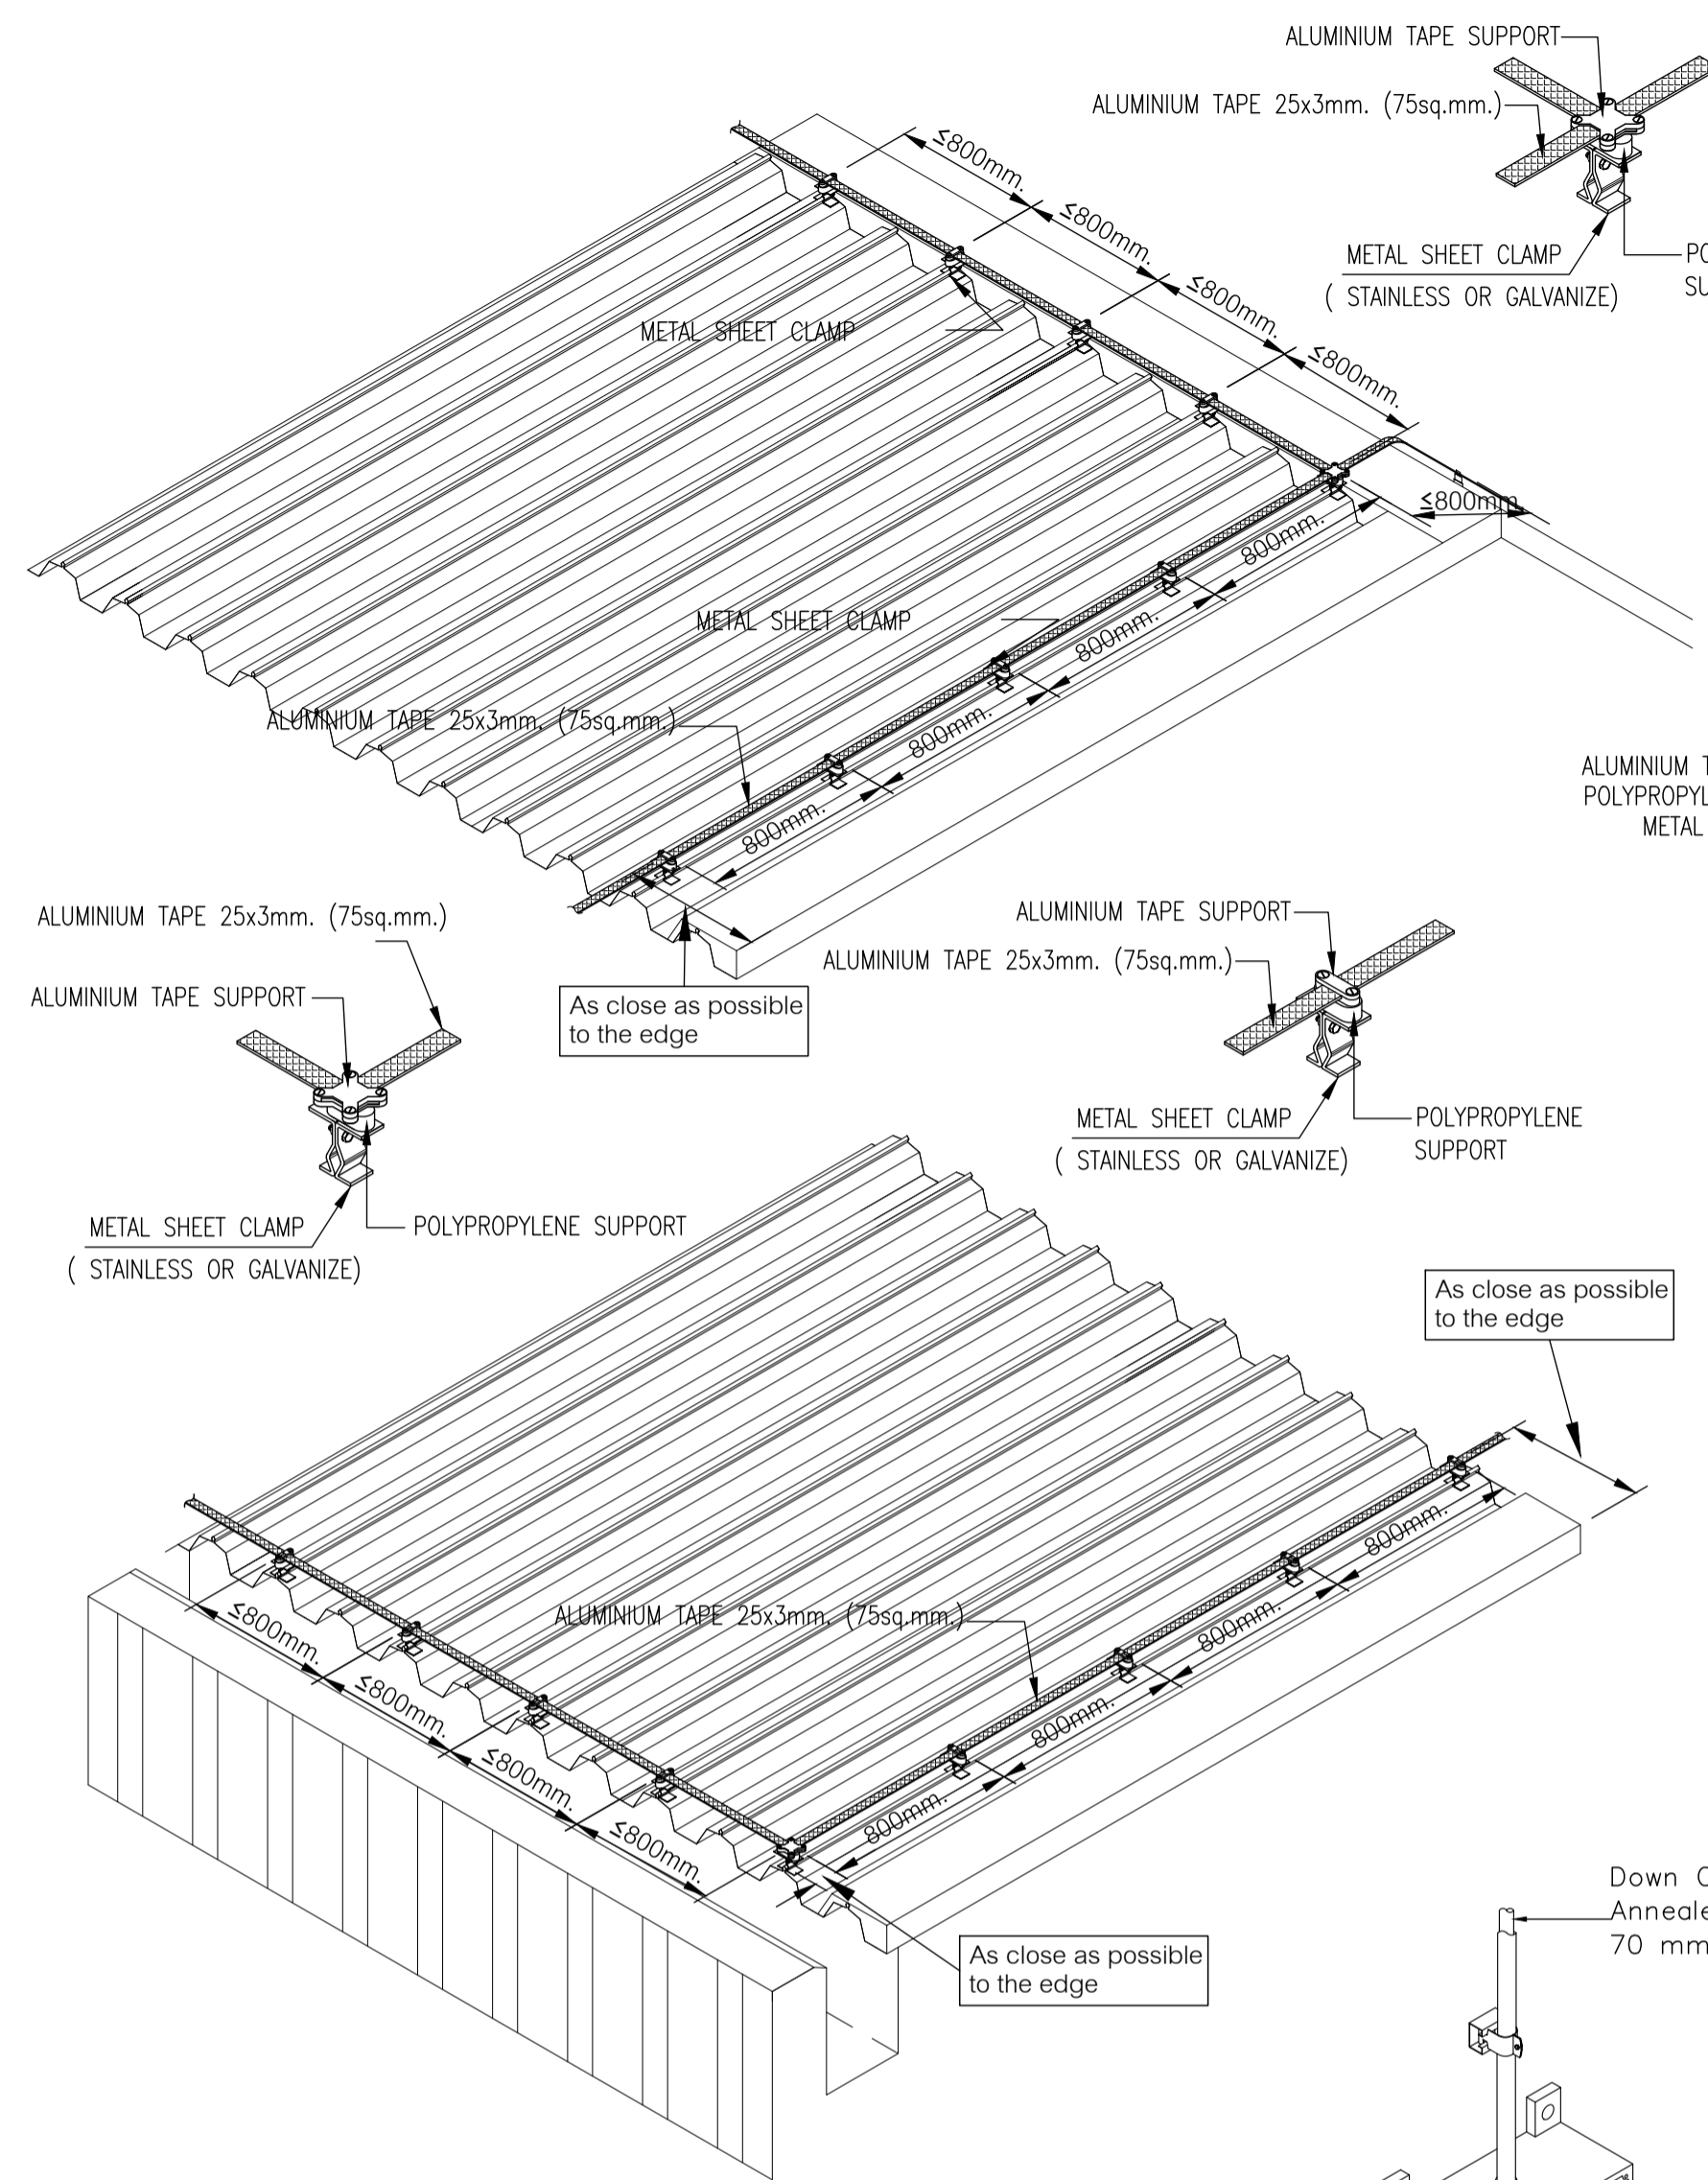 ALUMINIUM TAPE SUPPORT
ALUMINIUM TAPE 25x3mm. (75sq.mm.)
≤800mm.
≤800mm.
≤800mm.
≤800mm.
METAL SHEET CLAMP
( STAINLESS OR GALVANIZE)
METAL SHEET CLAMP
≤800mm.
800mm.
800mm.
800mm.
800mm.
METAL SHEET CLAMP
ALUMINIUM TAPE 25x3mm. (75sq.mm.)
ALUMINIUM
METAL
As close as possible
to the edge
ALUMINIUM TAPE 25x3mm. (75sq.mm.)
ALUMINIUM TAPE SUPPORT
METAL SHEET CLAMP
( STAINLESS OR GALVANIZE)
POLYPROPYLENE SUPPORT
ALUMINIUM TAPE SUPPORT
ALUMINIUM TAPE 25x3mm. (75sq.mm.)
METAL SHEET CLAMP
( STAINLESS OR GALVANIZE)
POLYPROPYLENE
SUPPORT
As close as possible
to the edge
ALUMINIUM TAPE 25x3mm. (75sq.mm.)
800mm.
800mm.
800mm.
800mm.
≤800mm.
≤800mm.
≤800mm.
≤800mm.
As close as possible
to the edge
Down
70 mm